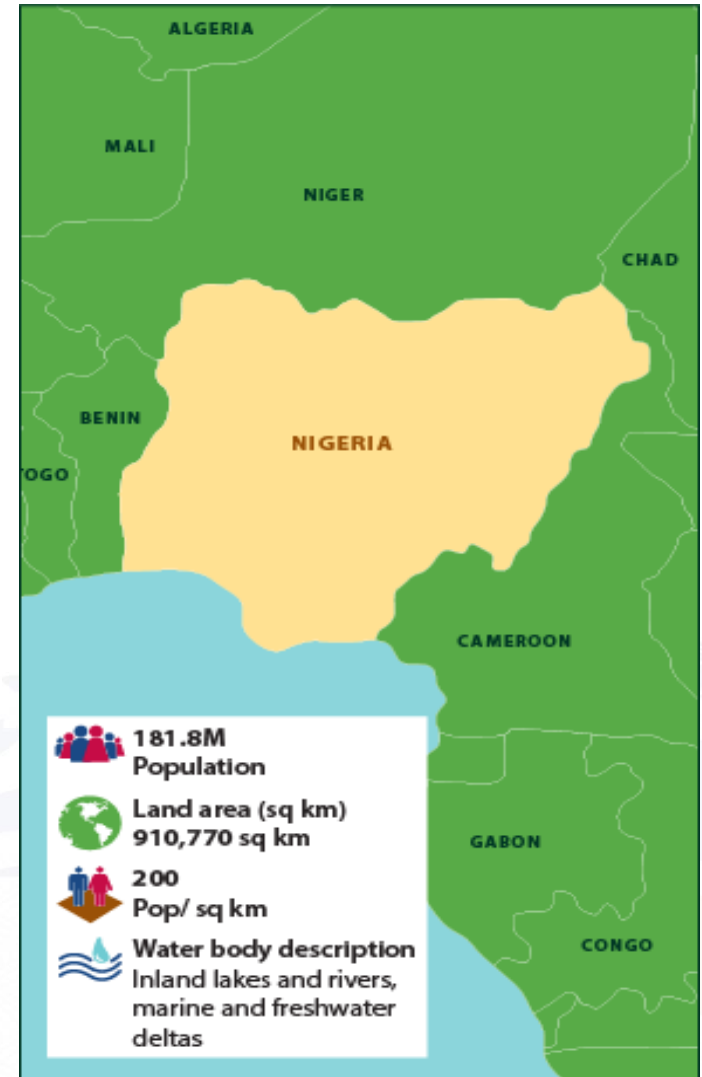 ALGERIA
MALI
NIGER
CHAD
BENIN
NIGERIA
OGO
CAMEROON
181.8M
Population
Land area (sq km)
910,770 sq km
200
Pop/ sq km
Water body description
Inland lakes and rivers,
marine and freshwater
deltas
GABON
CONGO